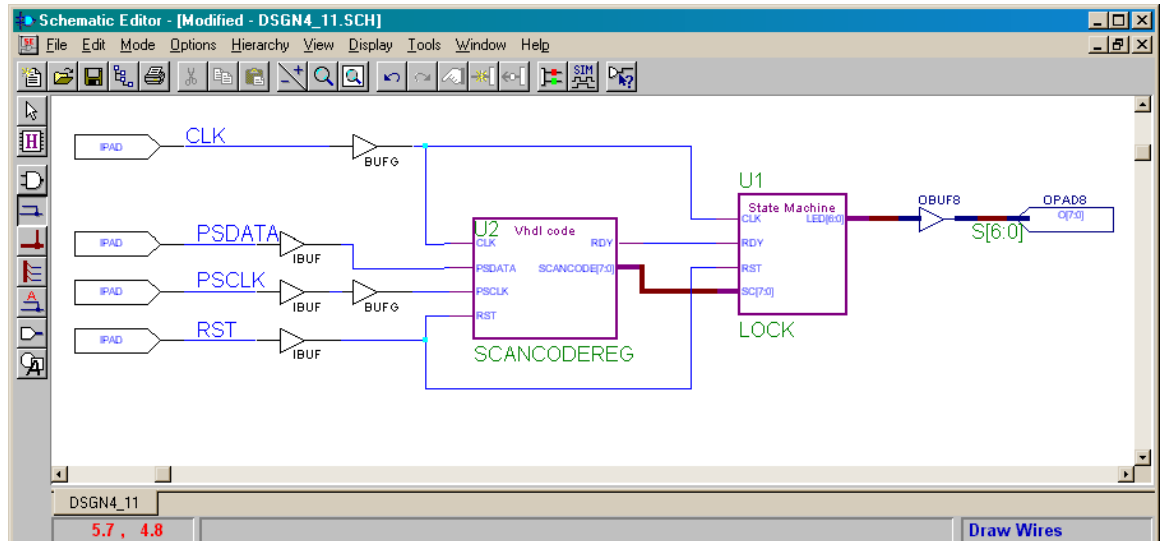 Schematic Editor - [Modified - DSGN4_11.SCH]
File Edit Mode Options Hierarchy View Display Tools Window Help
SIM
H
A
A
IPAD
CLK
BUFG
IPAD
PSDATA
IBUF
IPAD
PSCLK
IBUF
BUFG
IPAD
RST
IBUF
U2
Vhdl code
CLK
RDY
PSDATA
SCANCODE[7:0]
PSCLK
RST
SCANCODEREG
U1
State Machine
CLK
LED[6:0]
RDY
RST
SC[7:0]
LOCK
OBUF8
S[6:0]
OPAD8
O[7:0]
DSGN4_11
5.7 , 4.8
Draw Wires